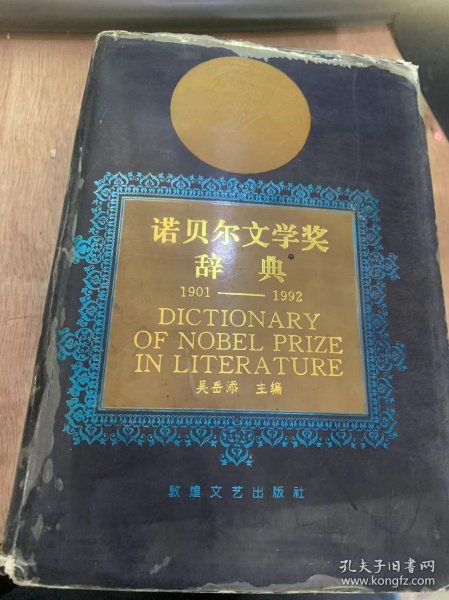 诺贝尔文学奖
辞典
1901——1992
DICTIONARY
OF NOBEL PRIZE
IN LITERATURE
吴岳添 主编
敦煌文艺出版社
孔夫子旧书网
www.kongfz.com